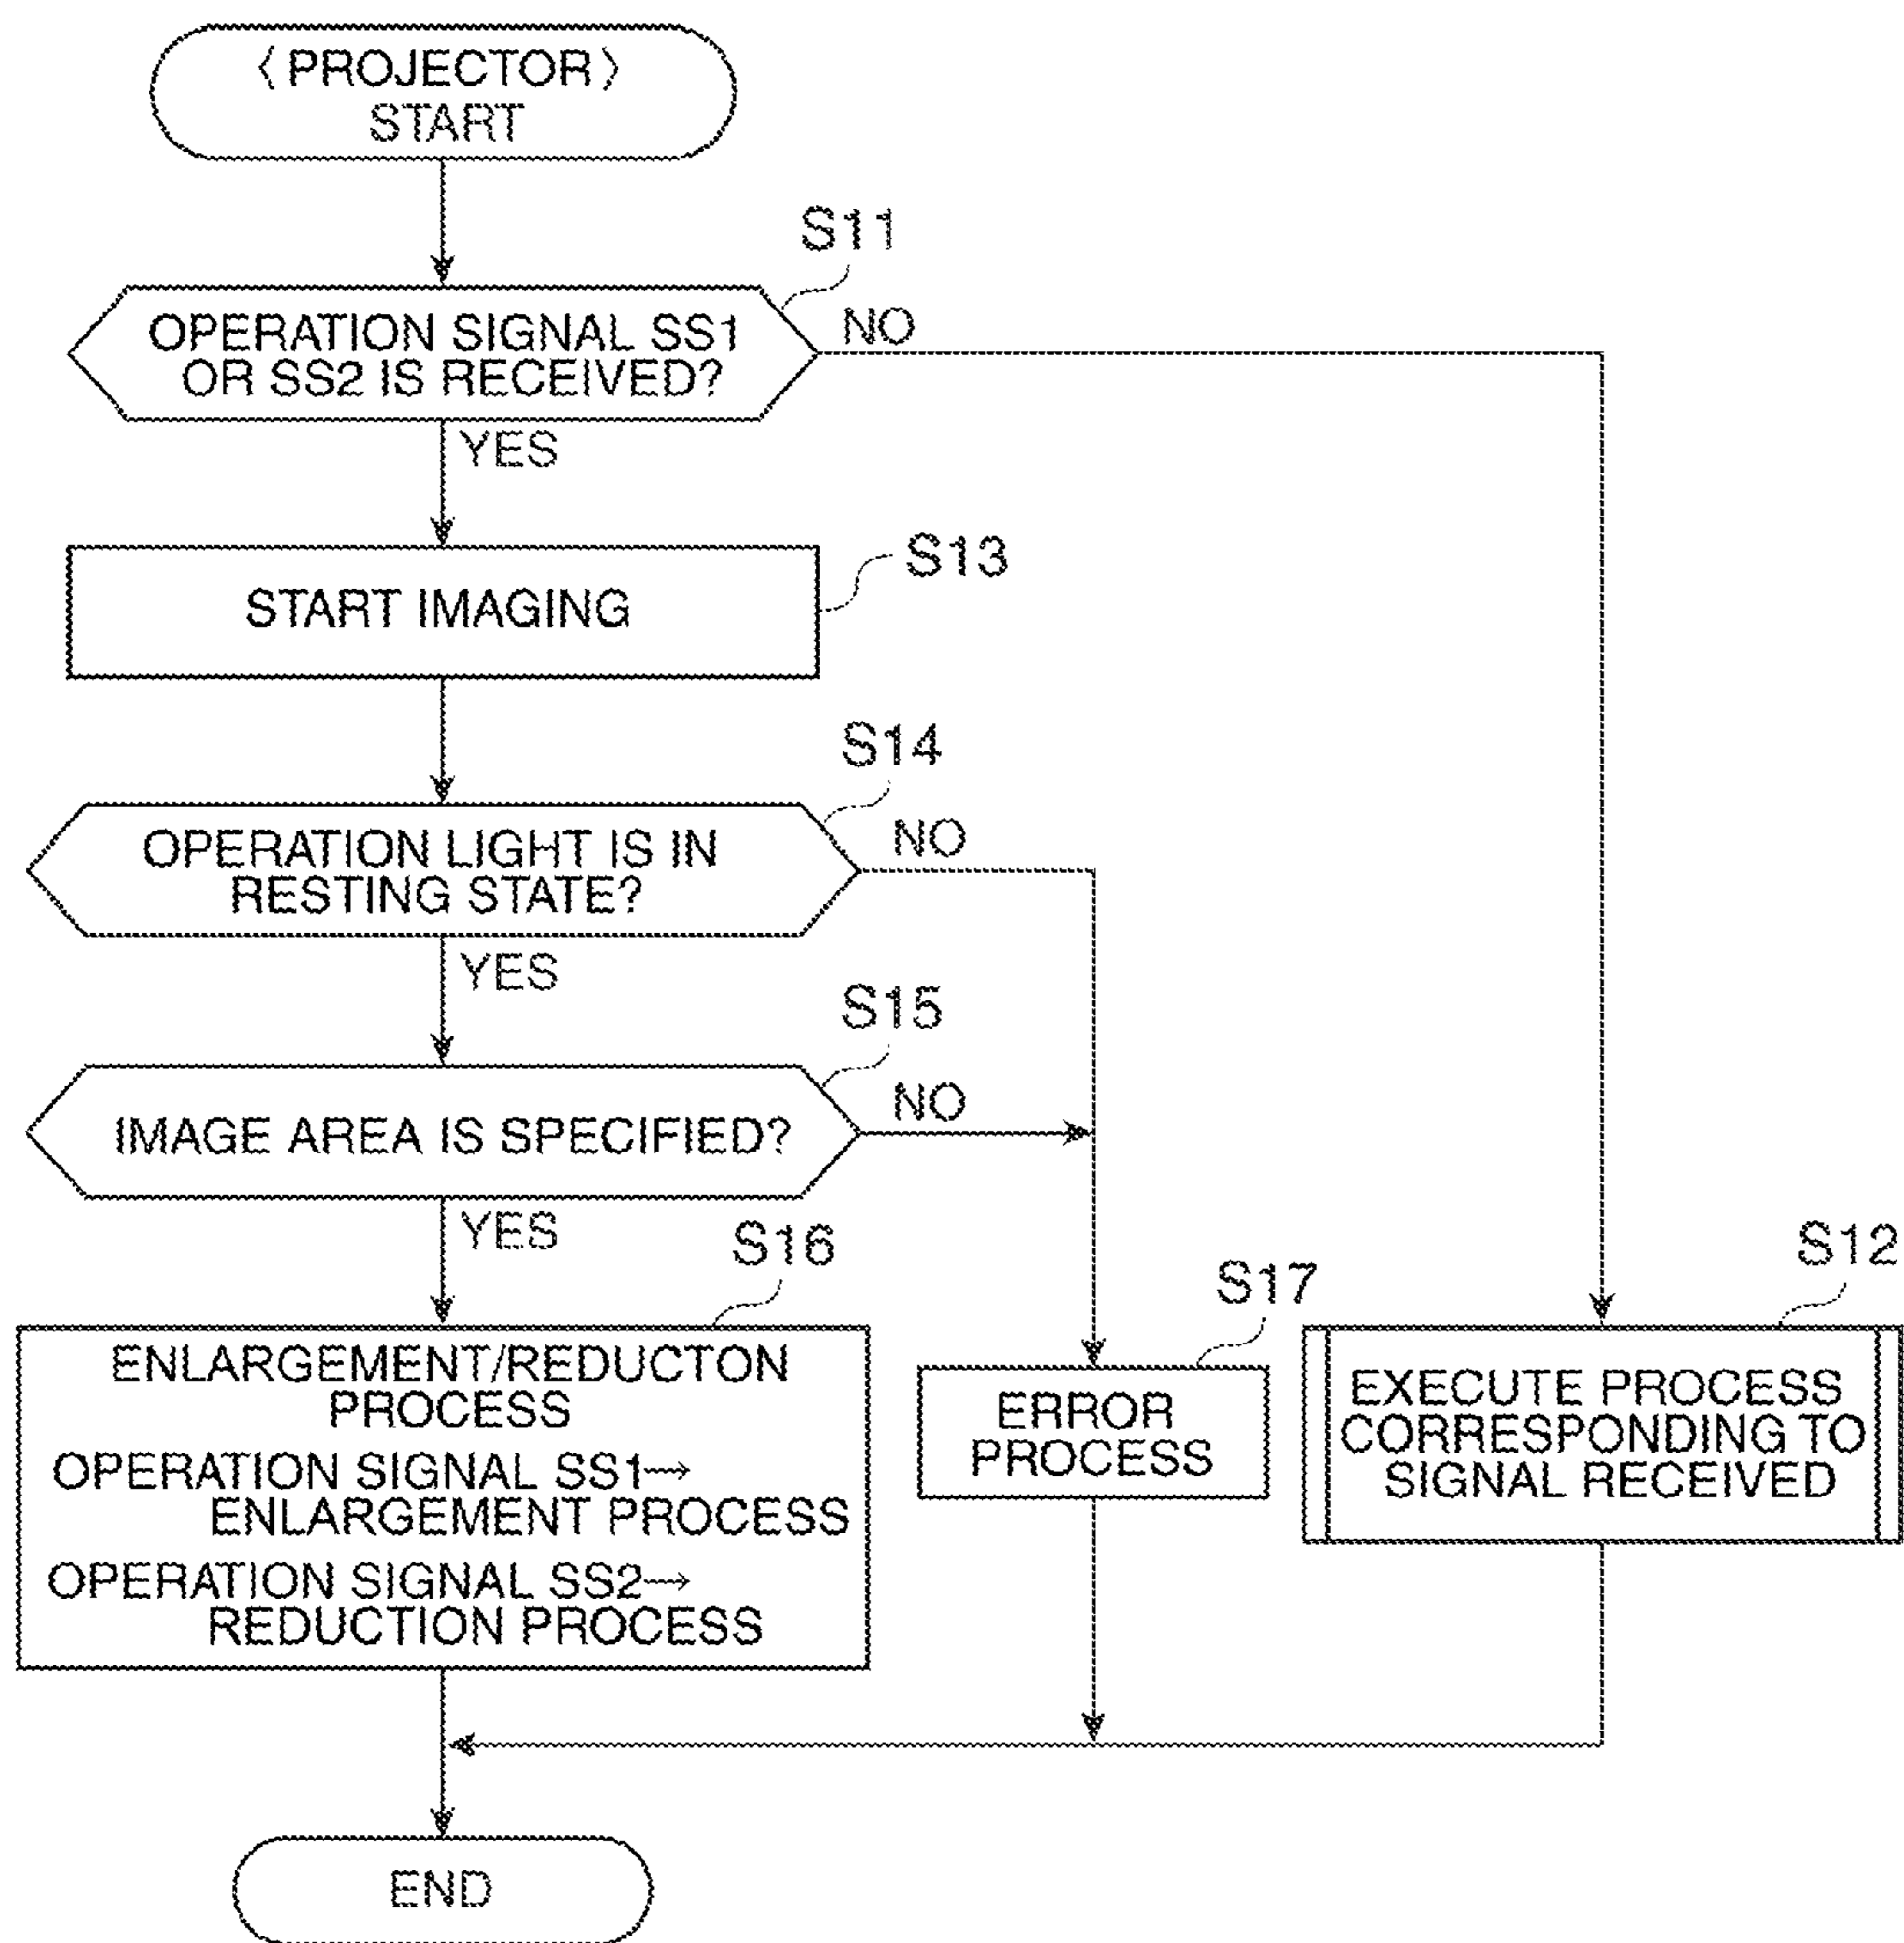 〈PROJECTOR〉
START
S11
OPERATION SIGNAL SS1
OR SS2 IS RECEIVED?
NO
YES
START IMAGING
S13
S14
OPERATION LIGHT IS IN
RESTING STATE?
NO
YES
S15
IMAGE AREA IS SPECIFIED?
NO
YES
S16
ENLARGEMENT/REDUCTON
PROCESS
OPERATION SIGNAL SS1→
ENLARGEMENT PROCESS
OPERATION SIGNAL SS2→
REDUCTION PROCESS
S17
ERROR
PROCESS
S12
EXECUTE PROCESS
CORRESPONDING TO
SIGNAL RECEIVED
END